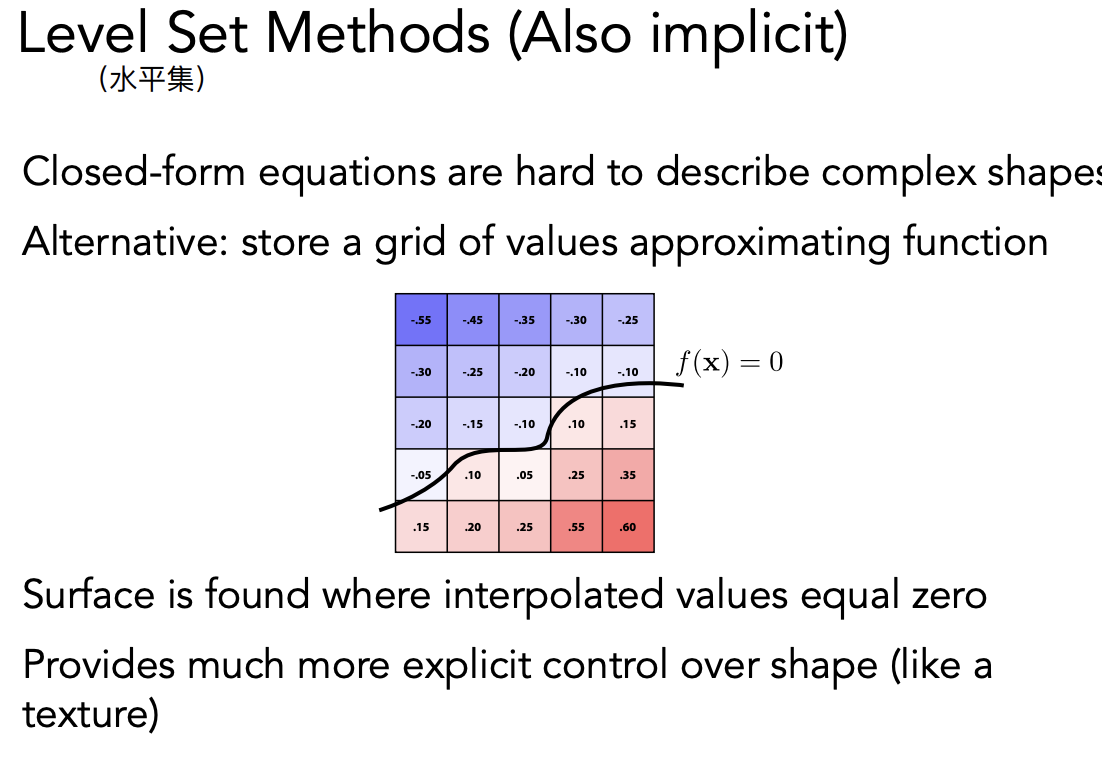 Level Set Methods (Also implicit)
(水平集)
Closed-form equations are hard to describe complex shapes
Alternative: store a grid of values approximating function
-.55 -.45 -.35 -.30 -.25
-.30 -.25 -.20 -.10 -.10
f(x) = 0
-.20 -.15 -.10 .10 .15
-.05 .10 .05 .25 .35
.15 .20 .25 .55 .60
Surface is found where interpolated values equal zero
Provides much more explicit control over shape (like a
texture)